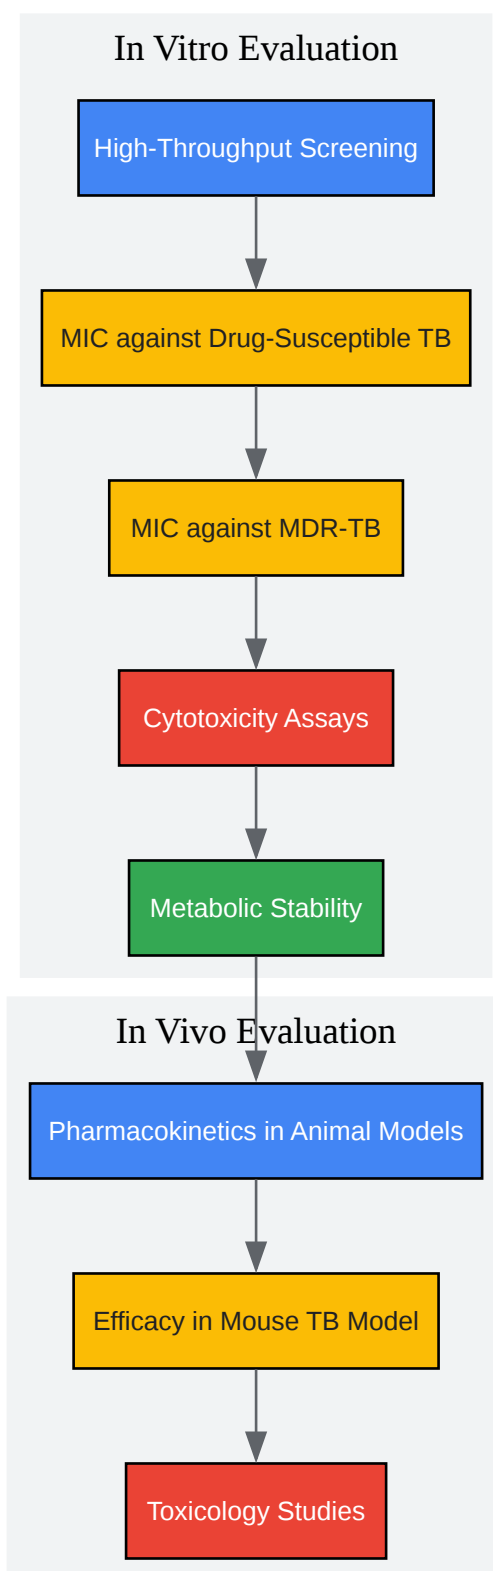 In Vitro Evaluation
High-Throughput Screening
MIC against Drug-Susceptible TB
MIC against MDR-TB
Cytotoxicity Assays
Metabolic Stability
In Vivo Evaluation
Pharmacokinetics in Animal Models
Efficacy in Mouse TB Model
Toxicology Studies